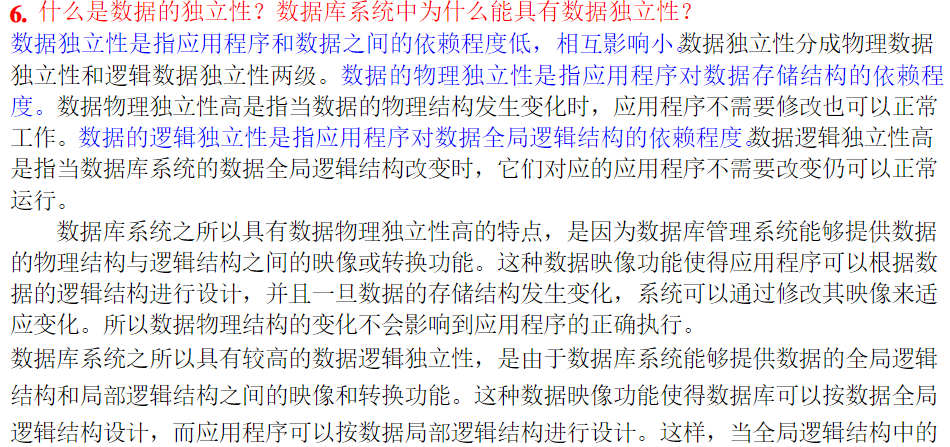 6. 什么是数据的独立性？数据库系统中为什么能具有数据独立性？
数据独立性是指应用程序和数据之间的依赖程度低，相互影响小。数据独立性分成物理数据
独立性和逻辑数据独立性两级。数据的物理独立性是指应用程序对数据存储结构的依赖程
度。数据物理独立性高是指当数据的物理结构发生变化时，应用程序不需要修改也可以正常
工作。数据的逻辑独立性是指应用程序对数据全局逻辑结构的依赖程度。数据逻辑独立性高
是指当数据库系统的数据全局逻辑结构改变时，它们对应的应用程序不需要改变仍可以正常
运行。
数据库系统之所以具有数据物理独立性高的特点，是因为数据库管理系统能够提供数据
的物理结构与逻辑结构之间的映像或转换功能。这种数据映像功能使得应用程序可以根据数
据的逻辑结构进行设计，并且一旦数据的存储结构发生变化，系统可以通过修改其映像来适
应变化。所以数据物理结构的变化不会影响到应用程序的正确执行。
数据库系统之所以具有较高的数据逻辑独立性，是由于数据库系统能够提供数据的全局逻辑
结构和局部逻辑结构之间的映像和转换功能。这种数据映像功能使得数据库可以按数据全局
逻辑结构设计，而应用程序可以按数据局部逻辑结构进行设计。这样，当全局逻辑结构中的